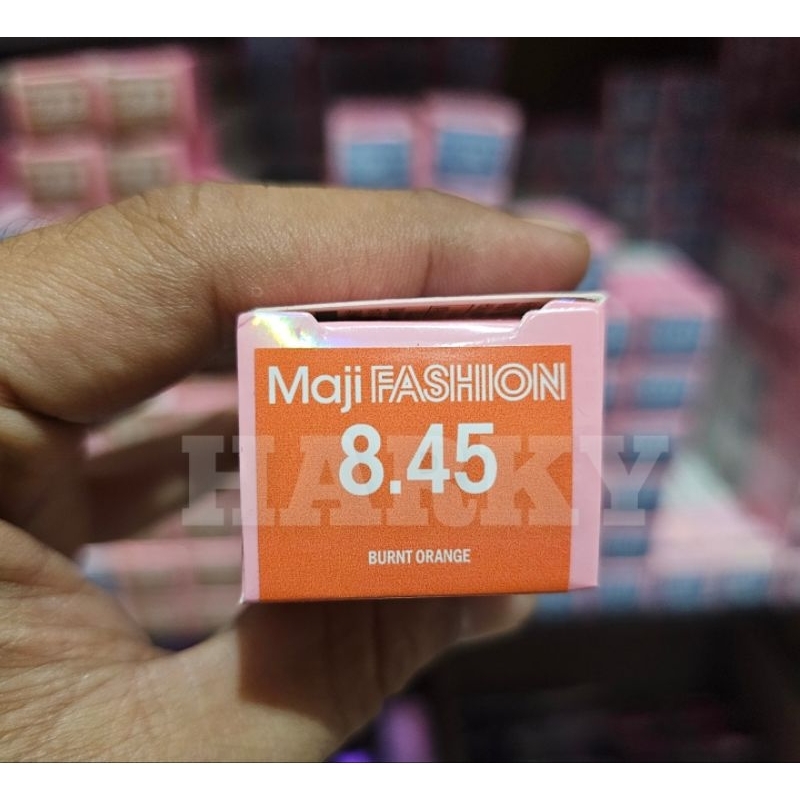 Maji FASHION
8.45
HARKY
BURNT ORANGE